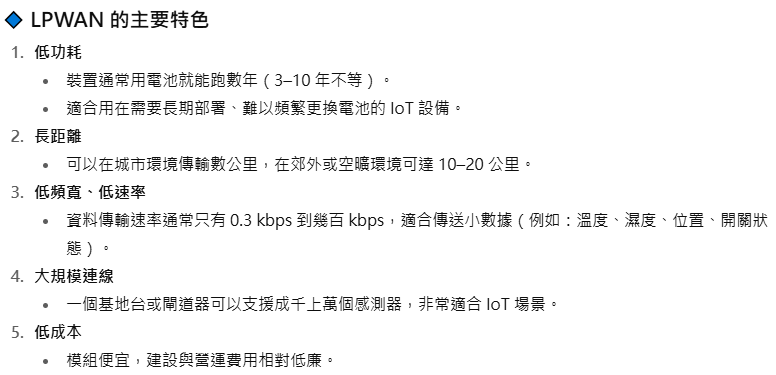 LPWAN 的主要特色
1. 低功耗
• 裝置通常用電池就能跑數年（3–10 年不等）。
• 適合用在需要長期部署、難以頻繁更換電池的 IoT 設備。
2. 長距離
• 可以在城市環境傳輸數公里，在郊外或空曠環境可達 10–20 公里。
3. 低頻寬、低速率
• 資料傳輸速率通常只有 0.3 kbps 到幾百 kbps，適合傳送小數據（例如：溫度、濕度、位置、開關狀
態）。
4. 大規模連線
• 一個基地台或閘道器可以支援成千上萬個感測器，非常適合 IoT 場景。
5. 低成本
• 模組便宜，建設與營運費用相對低廉。